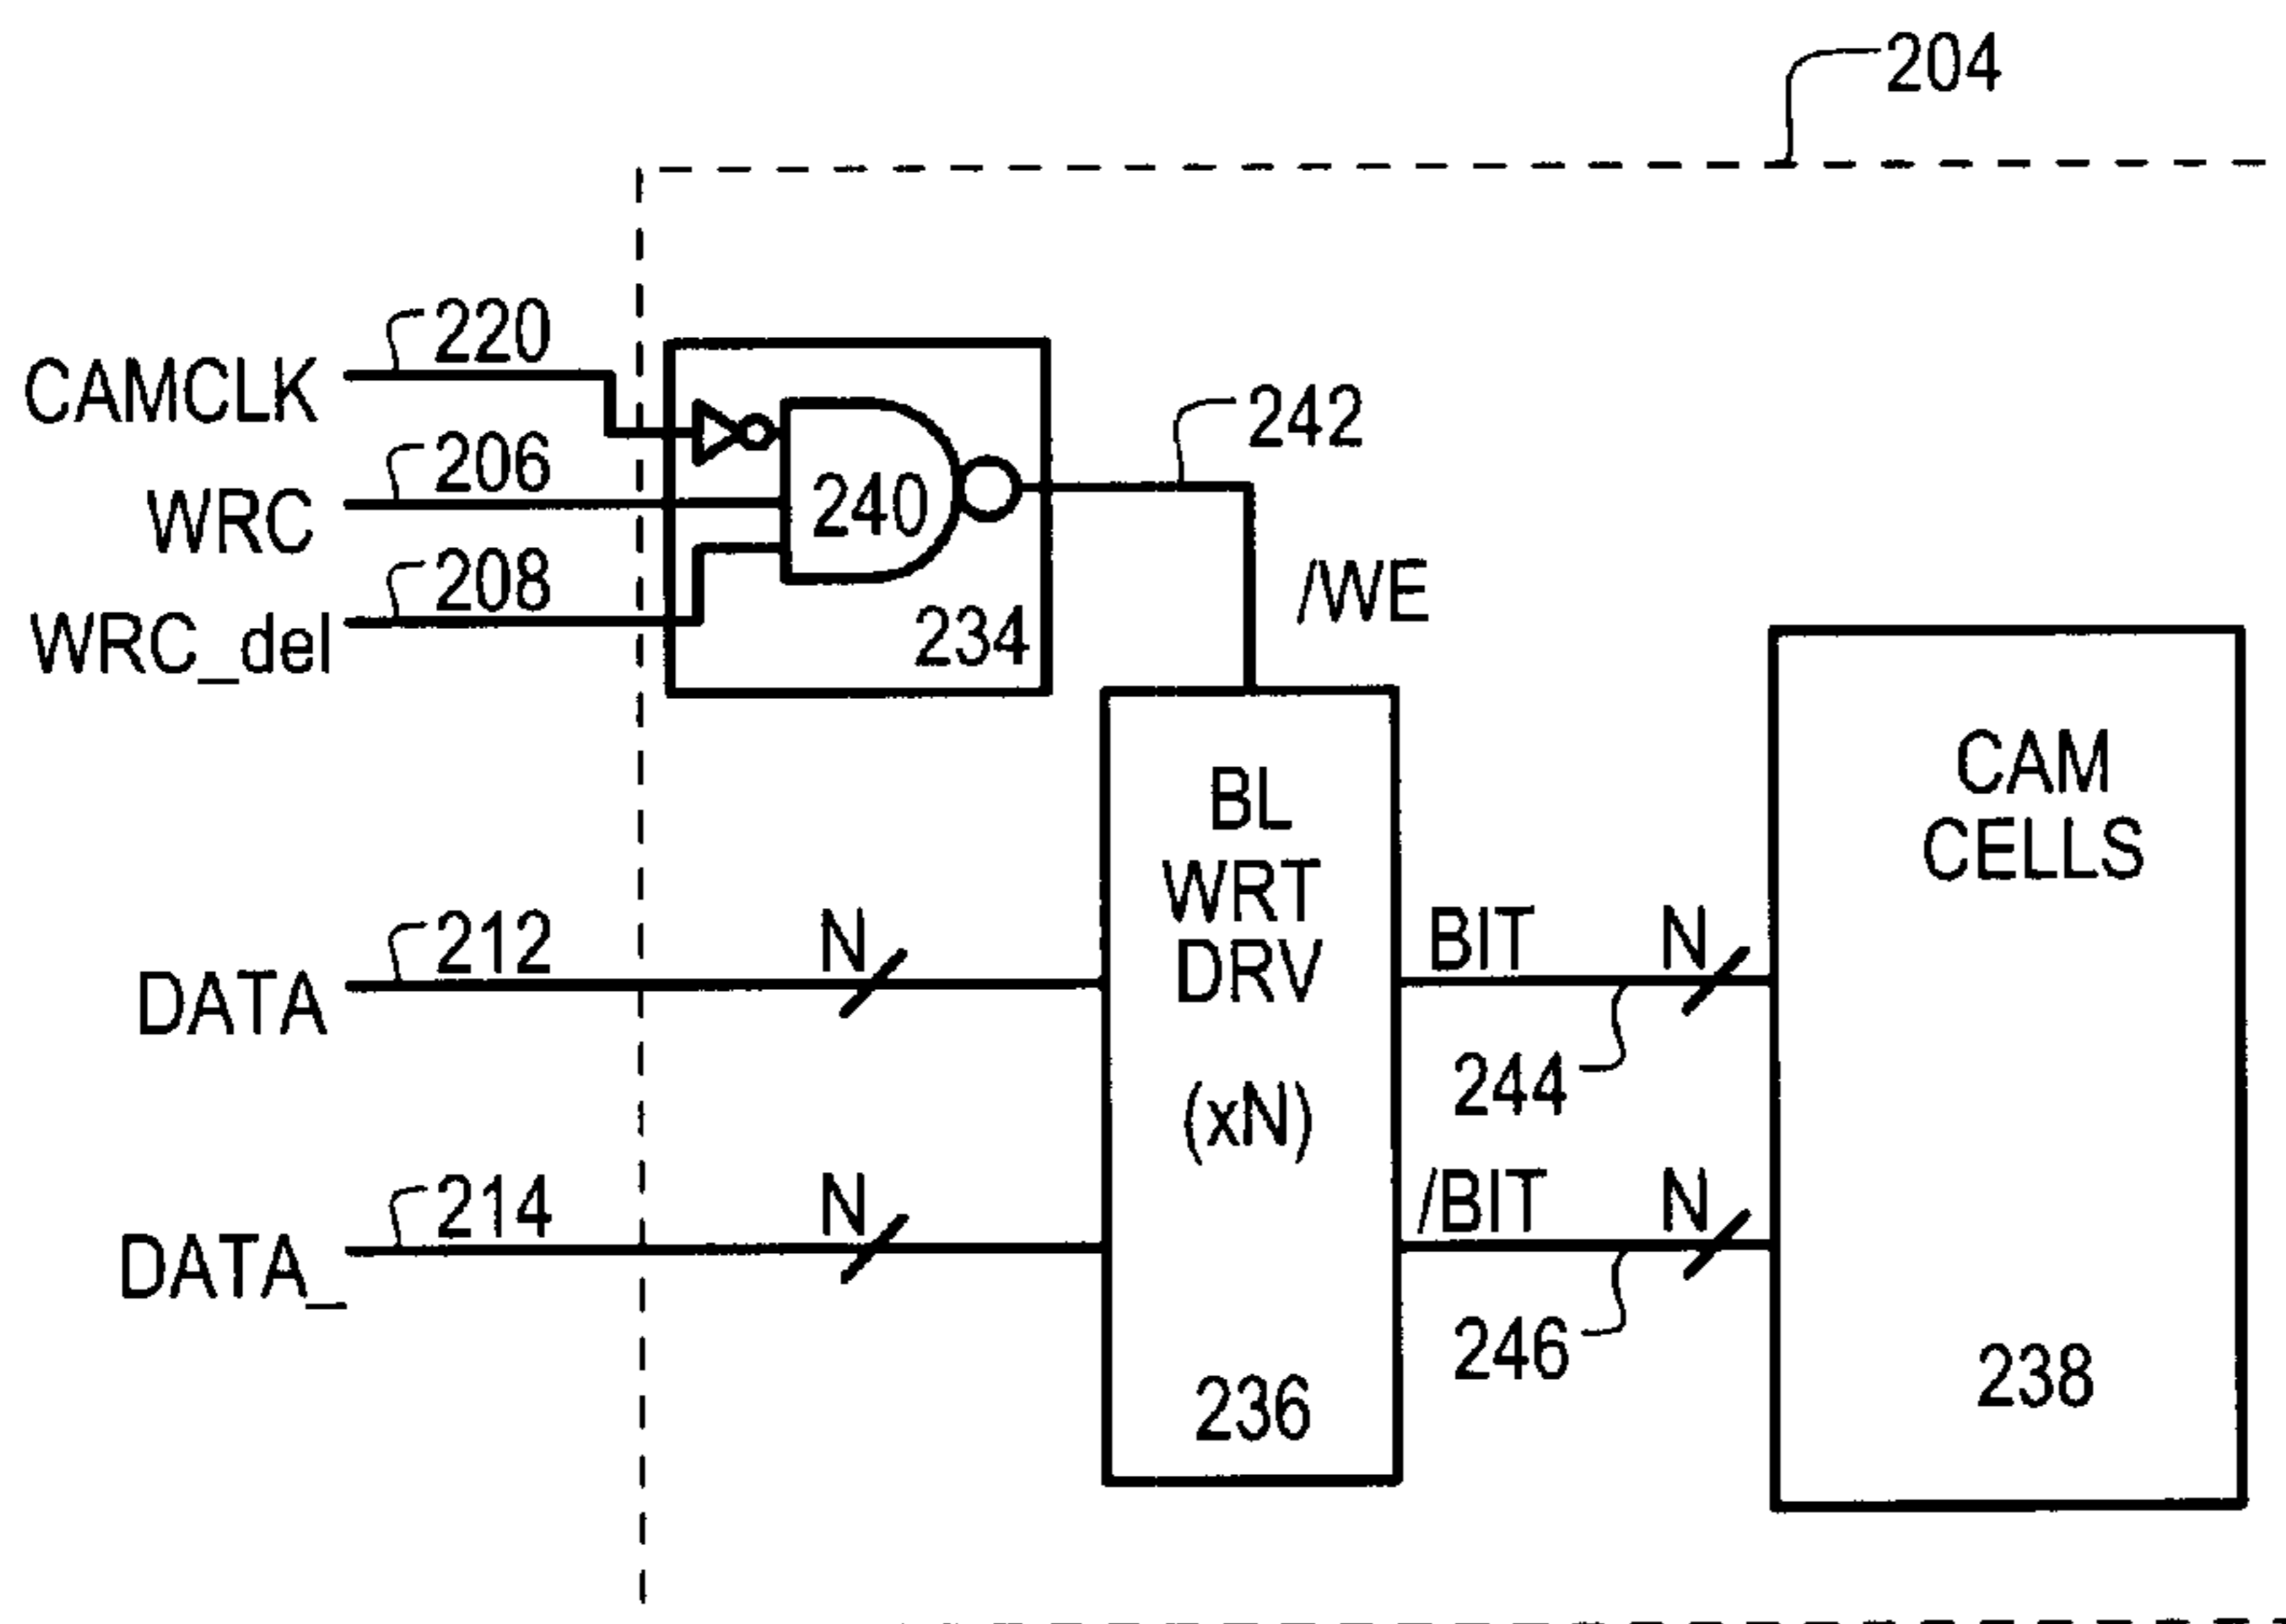 204
220
CAMCLK
242
206
WRC
240
208
WRC_del
234
/WE
CAM
CELLS
BL
WRT
DRV
(xN)
212
N
DATA
BIT
N
244
214
N
DATA_
/BIT
N
246
236
238